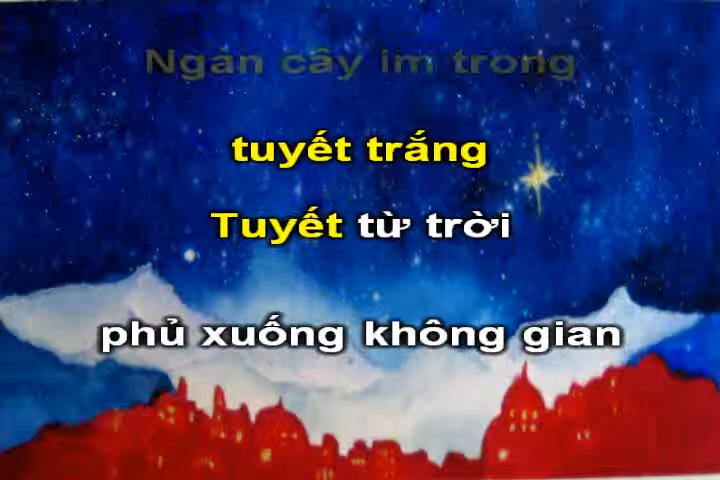 Ngàn cây im trong
tuyết trắng
Tuyết từ trời
phủ xuống không gian